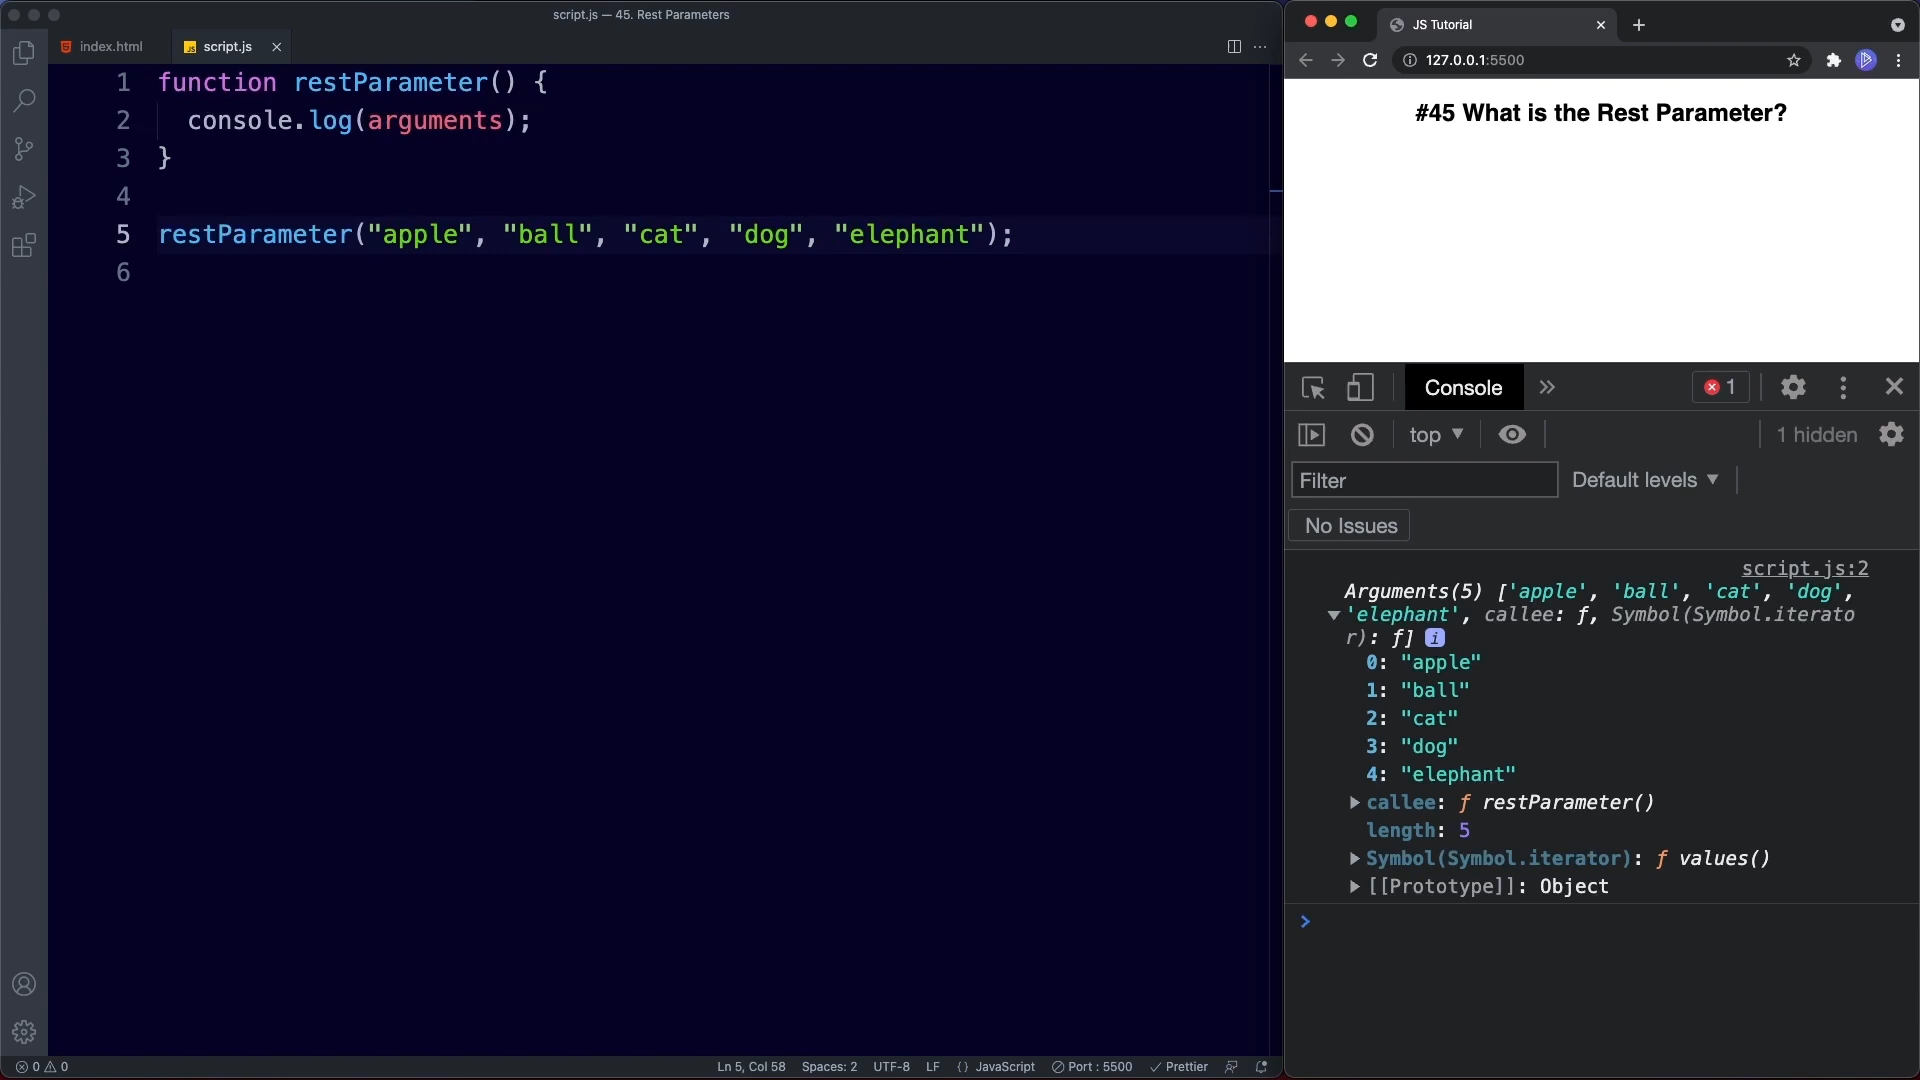 script.js — 45. Rest Parameters
index.html
script.js
1 function restParameter() {
2 console.log(arguments);
3 }
4
5 restParameter("apple", "ball", "cat", "dog", "elephant");
6
0 0
Ln 5, Col 58 Spaces: 2 UTF-8 LF {} JavaScript Port : 5500 Prettier
JS Tutorial
127.0.0.1:5500
#45 What is the Rest Parameter?
Console 1
top 1 hidden
Filter Default levels
No Issues
script.js:2
Arguments(5) ['apple', 'ball', 'cat', 'dog',
'elephant', callee: ƒ, Symbol(Symbol.iterato
r): ƒ] i
0: "apple"
1: "ball"
2: "cat"
3: "dog"
4: "elephant"
callee: ƒ restParameter()
length: 5
Symbol(Symbol.iterator): ƒ values()
[[Prototype]]: Object